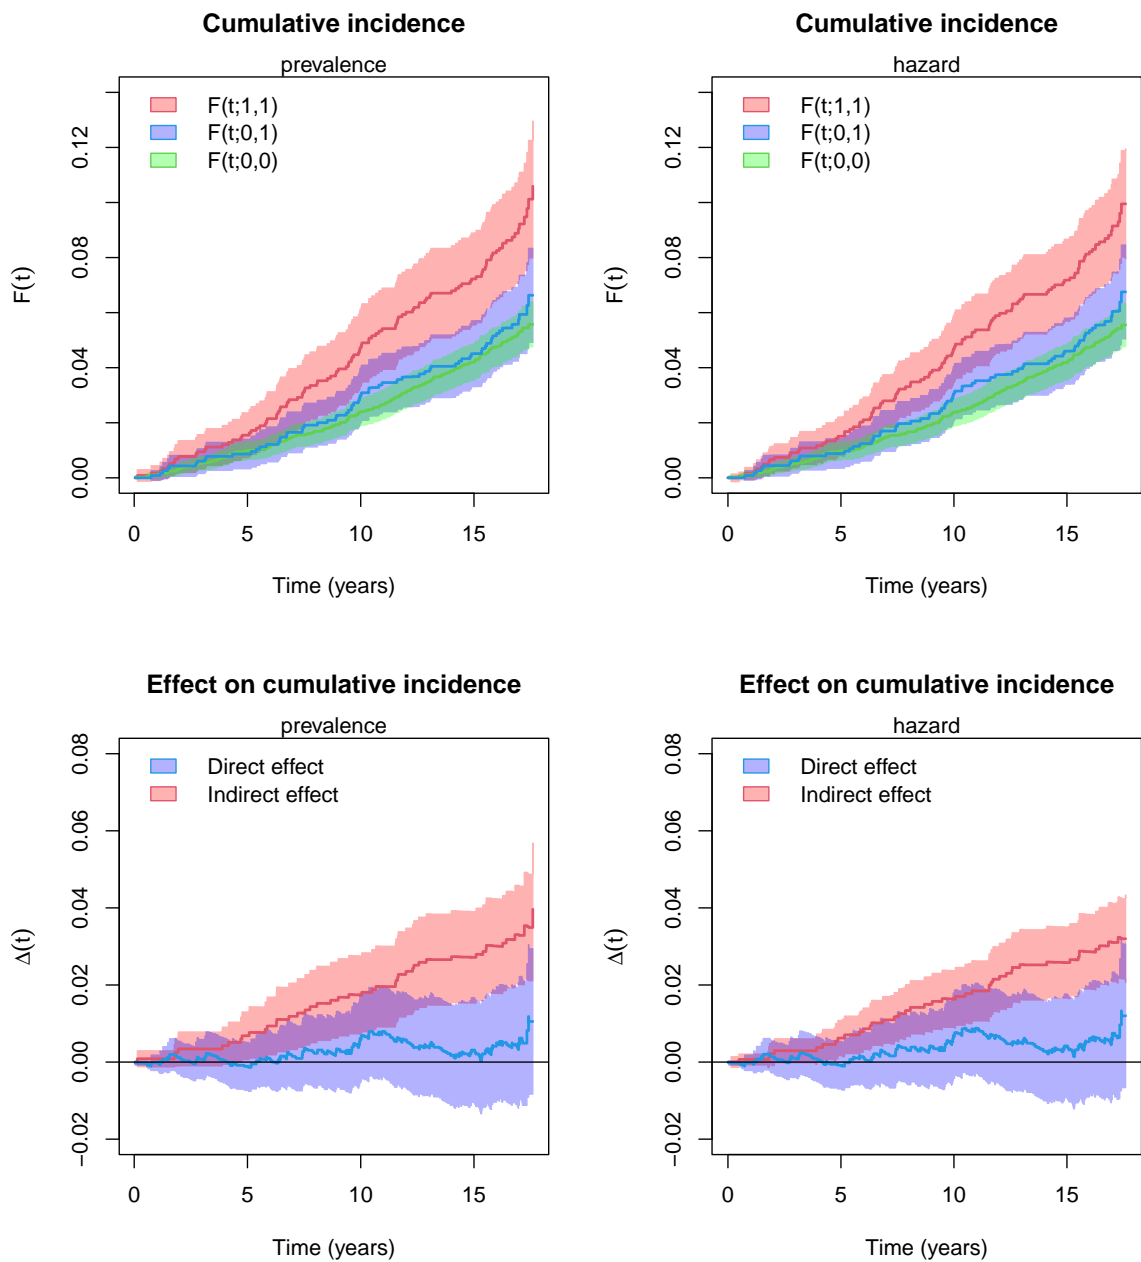 Cumulative incidence
prevalence
F(t;1,1)
F(t;0,1)
F(t;0,0)
F(t)
0.00
0.04
0.08
0.12
0 5 10 15
Time (years)
Cumulative incidence
hazard
F(t;1,1)
F(t;0,1)
F(t;0,0)
F(t)
0.00
0.04
0.08
0.12
0 5 10 15
Time (years)
Effect on cumulative incidence
prevalence
Direct effect
Indirect effect
Δ(t)
−0.02
0.00
0.02
0.04
0.06
0.08
0 5 10 15
Time (years)
Effect on cumulative incidence
hazard
Direct effect
Indirect effect
Δ(t)
−0.02
0.00
0.02
0.04
0.06
0.08
0 5 10 15
Time (years)